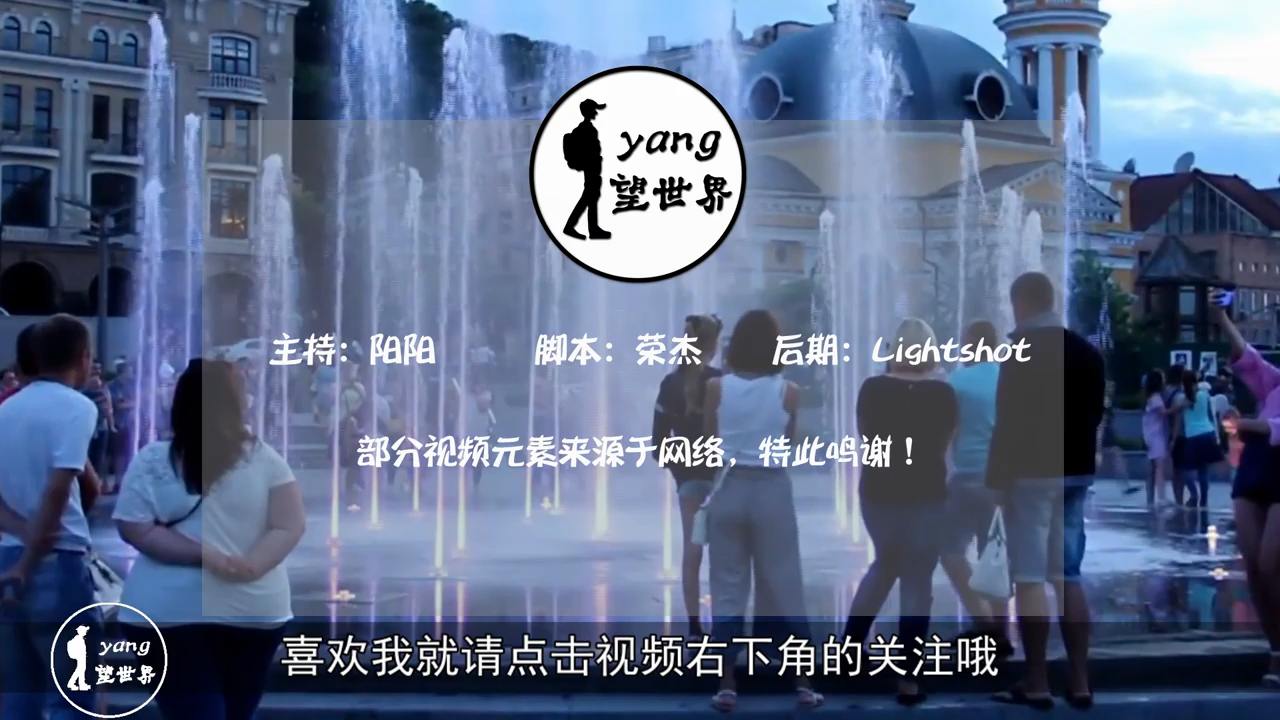 yang
望世界
主持：阳阳 脚本：荣杰 后期：Lightshot
部分视频元素来源于网络，特此鸣谢！
喜欢我就请点击视频右下角的关注哦
yang
望世界